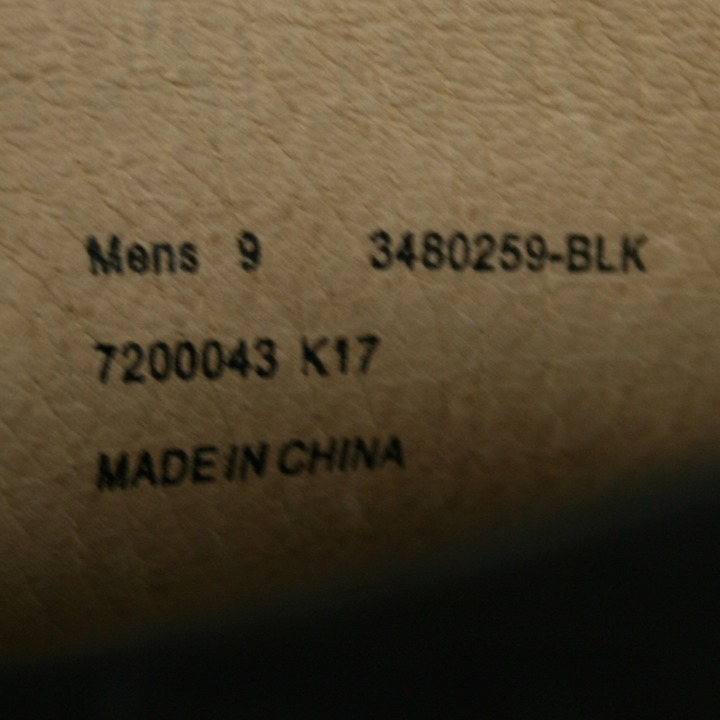 Mens 9 3480259-BLK
7200043 K17
MADE IN CHINA